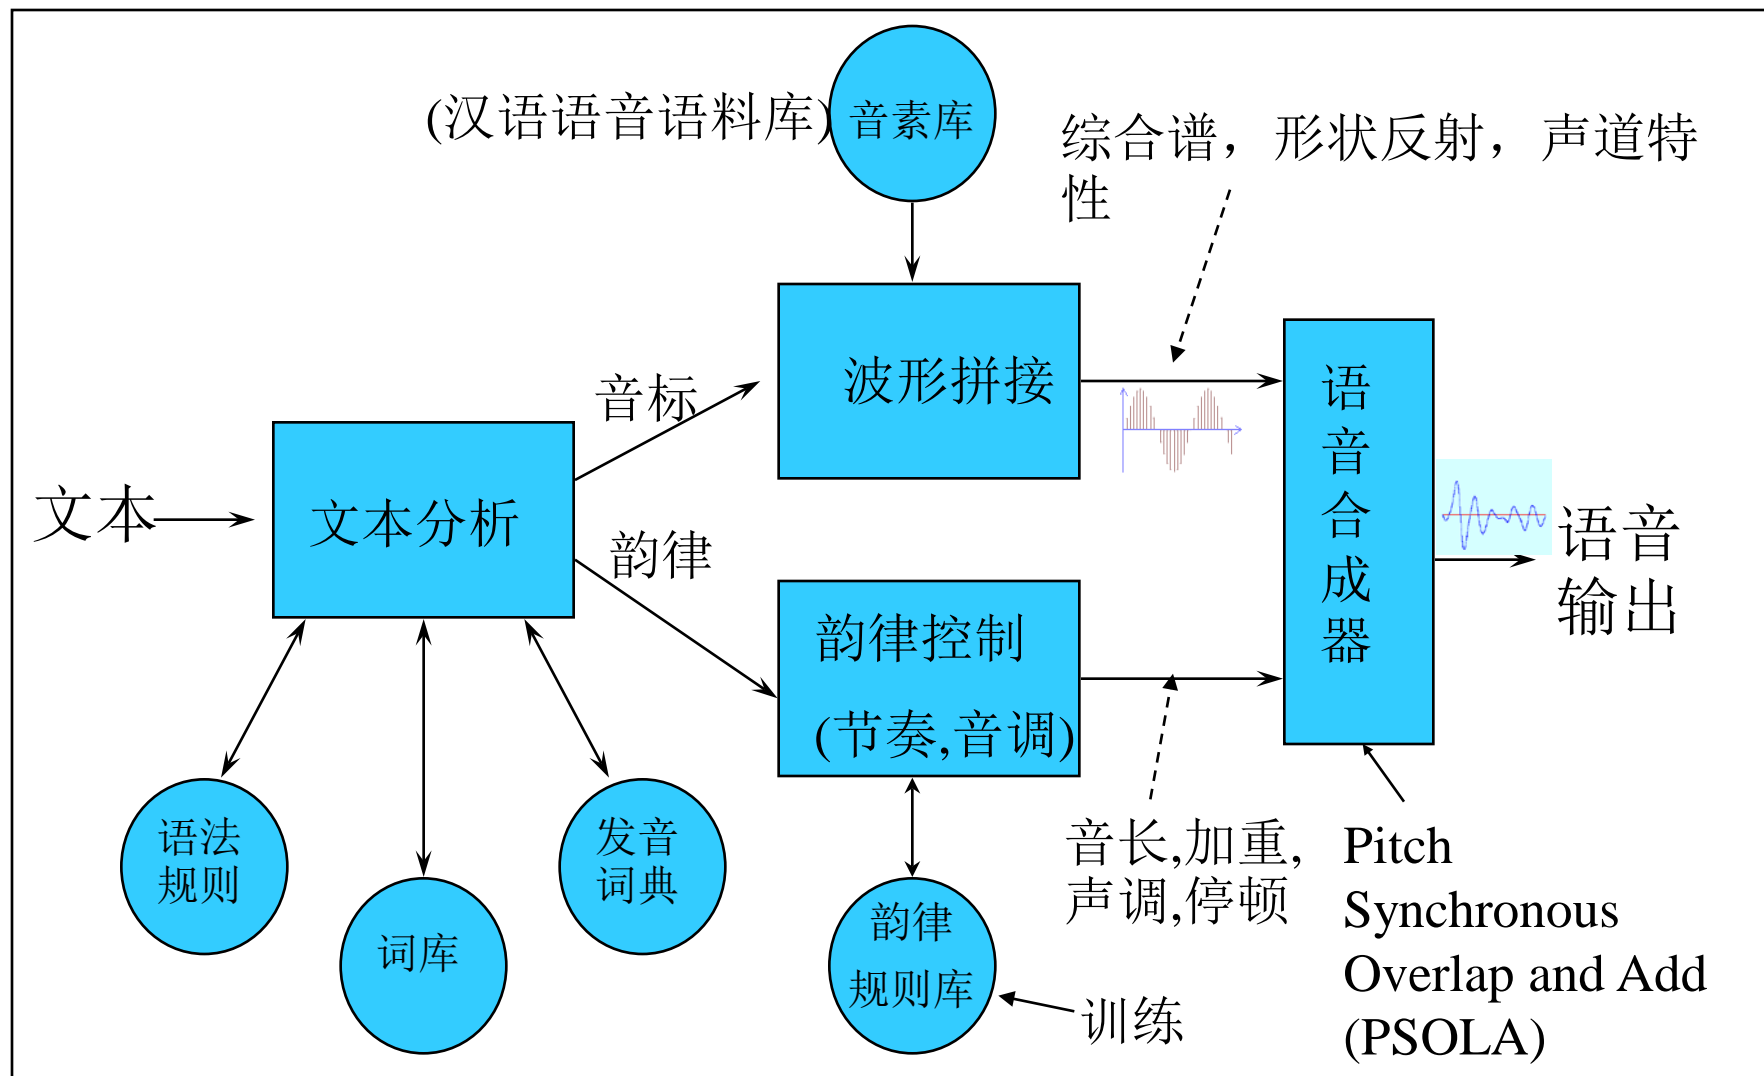 (汉语语音语料库)
音素库
综合谱，形状反射，声道特
性
波形拼接
音标
文本
文本分析
韵律
韵律控制
(节奏,音调)
语
音
合
成
器
语音
输出
语法
规则
词库
发音
词典
韵律
规则库
训练
音长,加重,
声调,停顿
Pitch
Synchronous
Overlap and Add
(PSOLA)